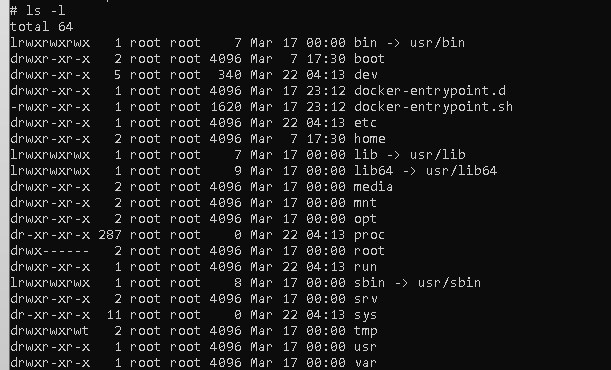 # ls -l
total 64
lrwxrwxrwx   1 root root    7 Mar 17 00:00 bin -> usr/bin
drwxr-xr-x   2 root root 4096 Mar  7 17:30 boot
drwxr-xr-x   5 root root  340 Mar 22 04:13 dev
drwxr-xr-x   1 root root 4096 Mar 17 23:12 docker-entrypoint.d
-rwxr-xr-x   1 root root 1620 Mar 17 23:12 docker-entrypoint.sh
drwxr-xr-x   1 root root 4096 Mar 22 04:13 etc
drwxr-xr-x   2 root root 4096 Mar  7 17:30 home
lrwxrwxrwx   1 root root    7 Mar 17 00:00 lib -> usr/lib
lrwxrwxrwx   1 root root    9 Mar 17 00:00 lib64 -> usr/lib64
drwxr-xr-x   2 root root 4096 Mar 17 00:00 media
drwxr-xr-x   2 root root 4096 Mar 17 00:00 mnt
drwxr-xr-x   2 root root 4096 Mar 17 00:00 opt
dr-xr-xr-x 287 root root    0 Mar 22 04:13 proc
drwx------   2 root root 4096 Mar 17 00:00 root
drwxr-xr-x   1 root root 4096 Mar 22 04:13 run
lrwxrwxrwx   1 root root    8 Mar 17 00:00 sbin -> usr/sbin
drwxr-xr-x   2 root root 4096 Mar 17 00:00 srv
dr-xr-xr-x  11 root root    0 Mar 22 04:13 sys
drwxrwxrwt   2 root root 4096 Mar 17 00:00 tmp
drwxr-xr-x   1 root root 4096 Mar 17 00:00 usr
drwxr-xr-x   1 root root 4096 Mar 17 00:00 var